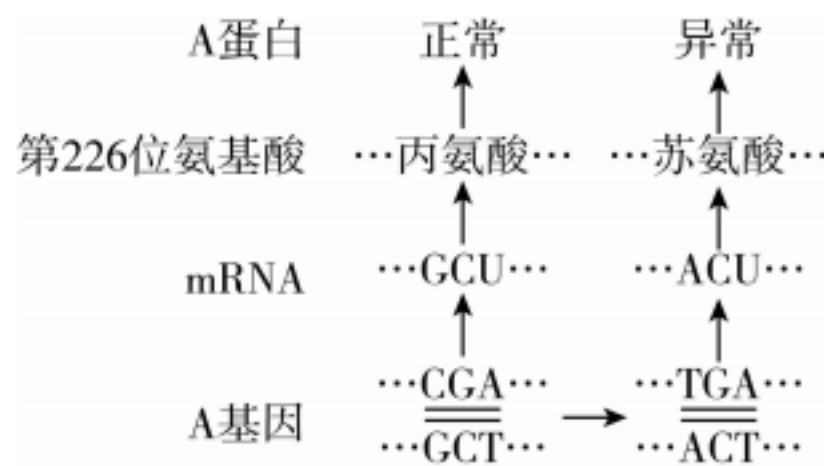 A蛋白 正常 异常
第226位氨基酸 …丙氨酸… …苏氨酸…
mRNA …GCU… …ACU…
…CGA… …TGA…
A基因
…GCT… …ACT…